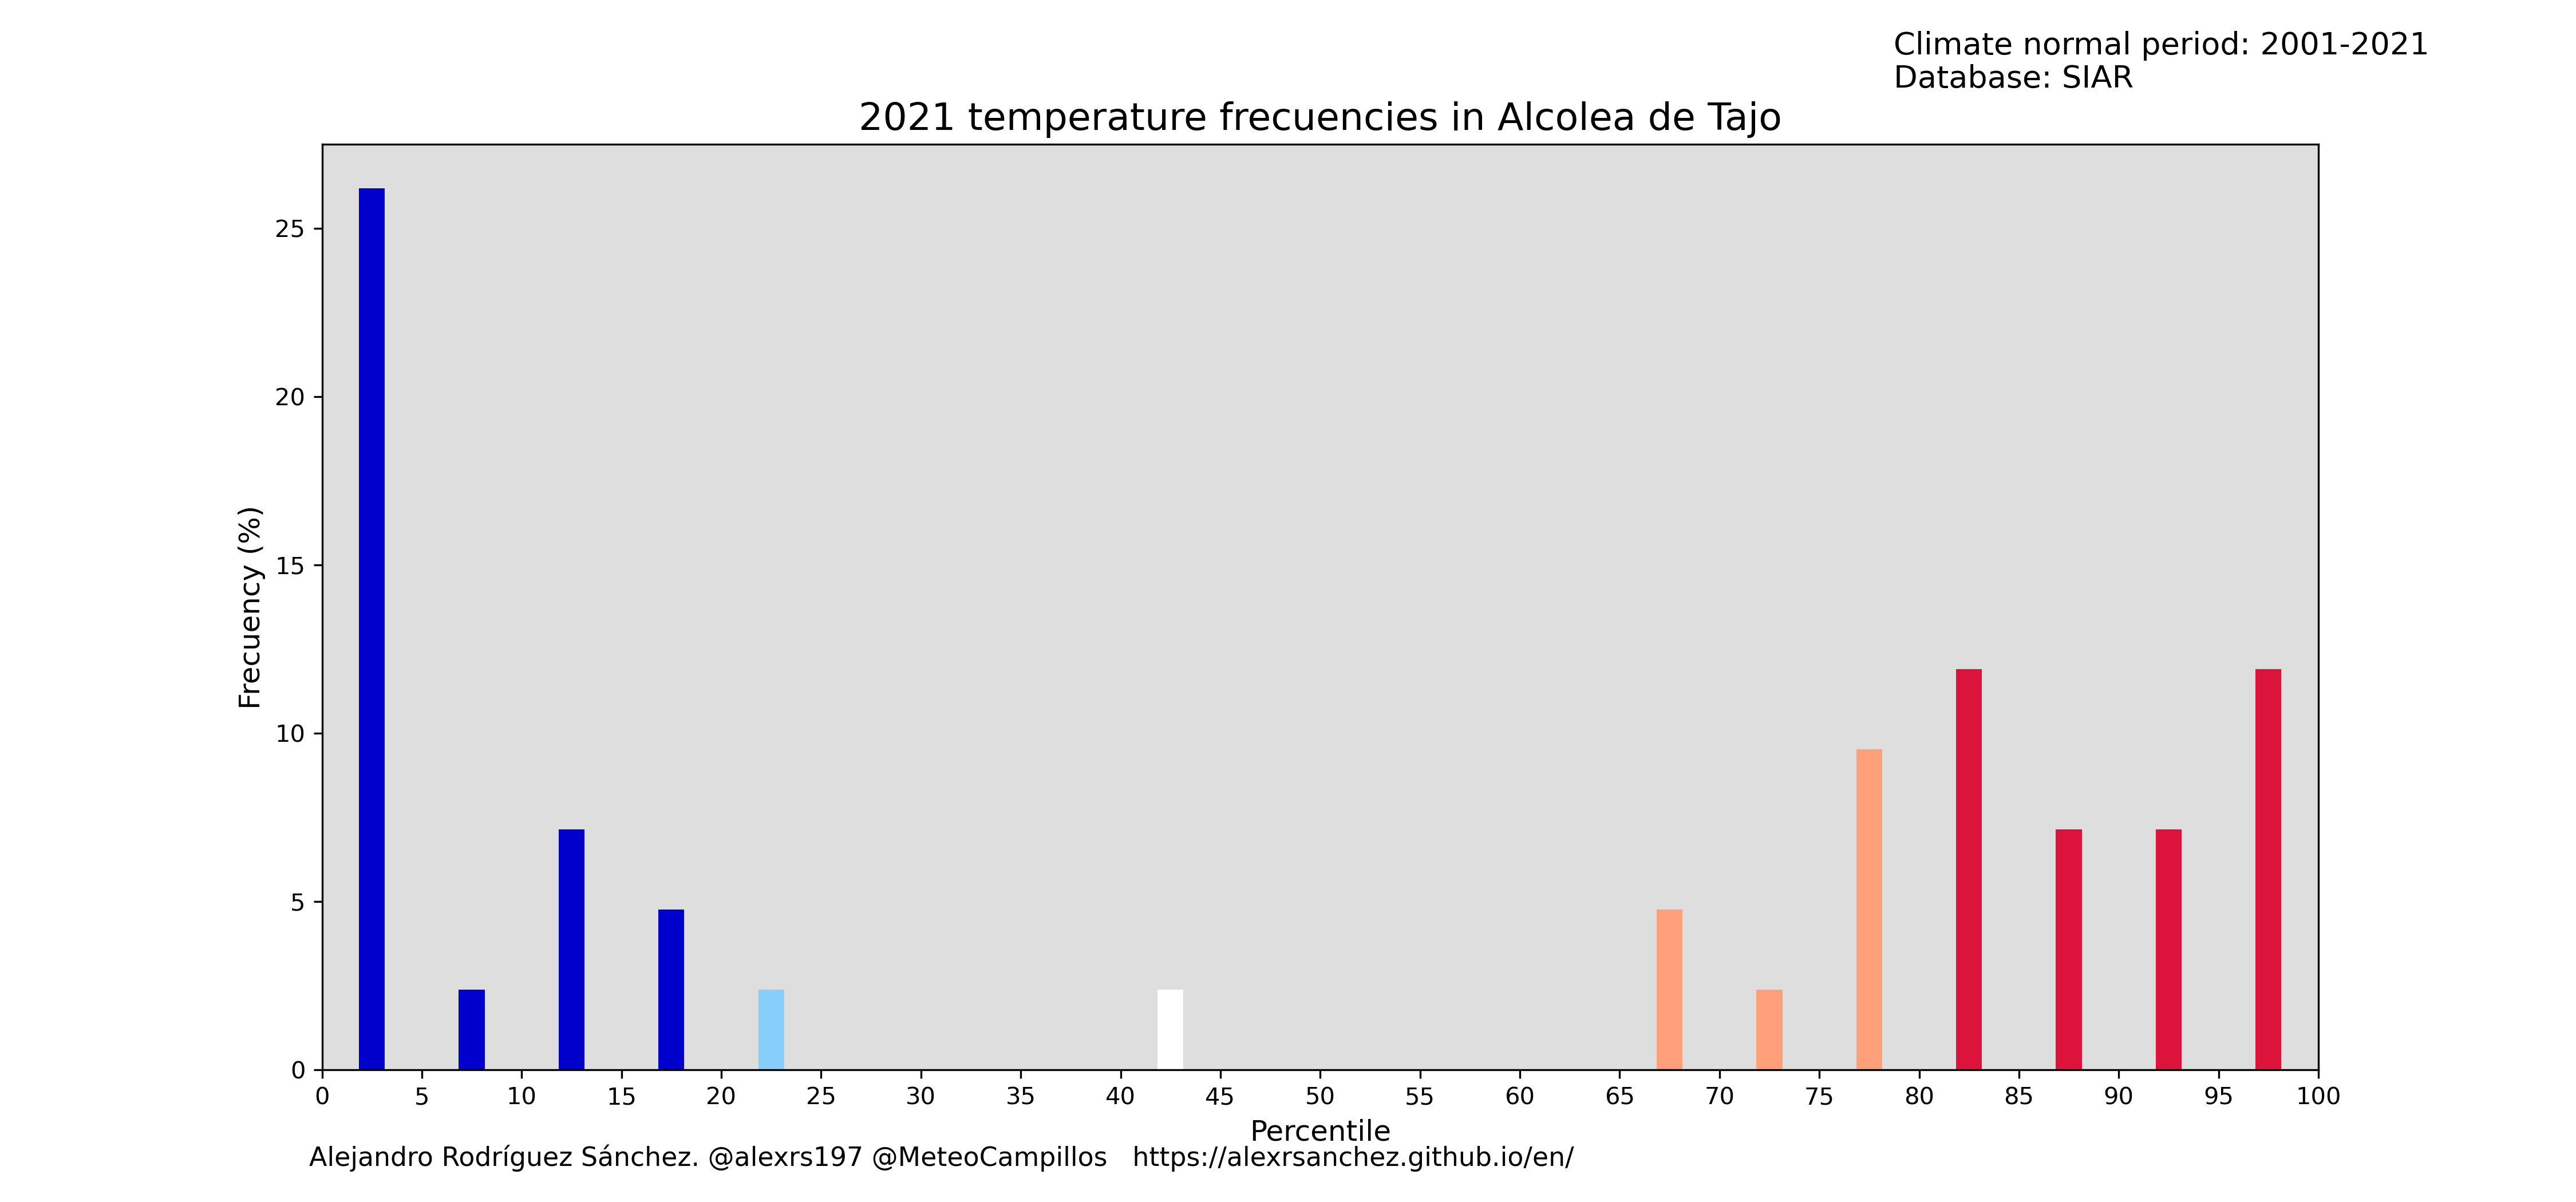 Climate normal period: 2001-2021
Database: SIAR
2021 temperature frecuencies in Alcolea de Tajo
25
20
15
10
5
0
Frecuency (%)
0 5 10 15 20 25 30 35 40 45 50 55 60 65 70 75 80 85 90 95 100
Percentile
Alejandro Rodríguez Sánchez. @alexrs197 @MeteoCampillos https://alexrsanchez.github.io/en/